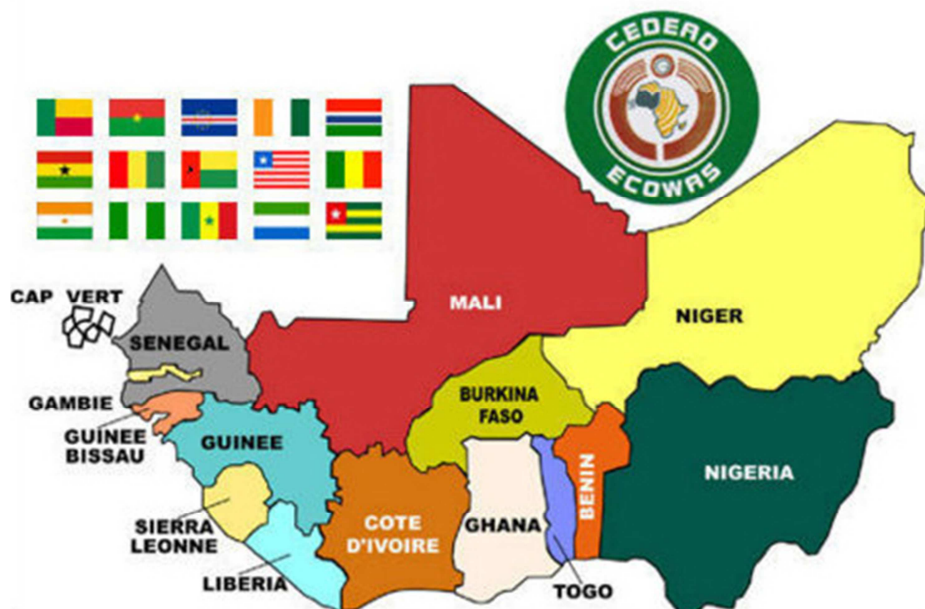 CEDEAO
ECOWAS
CAP VERT
MALI
NIGER
SENEGAL
BURKINA
FASO
GAMBIE
GUINEE
BISSAU
GUINEE
NIGERIA
BENIN
SIERRA
LEONNE
COTE
D'IVOIRE
GHANA
LIBERIA
TOGO